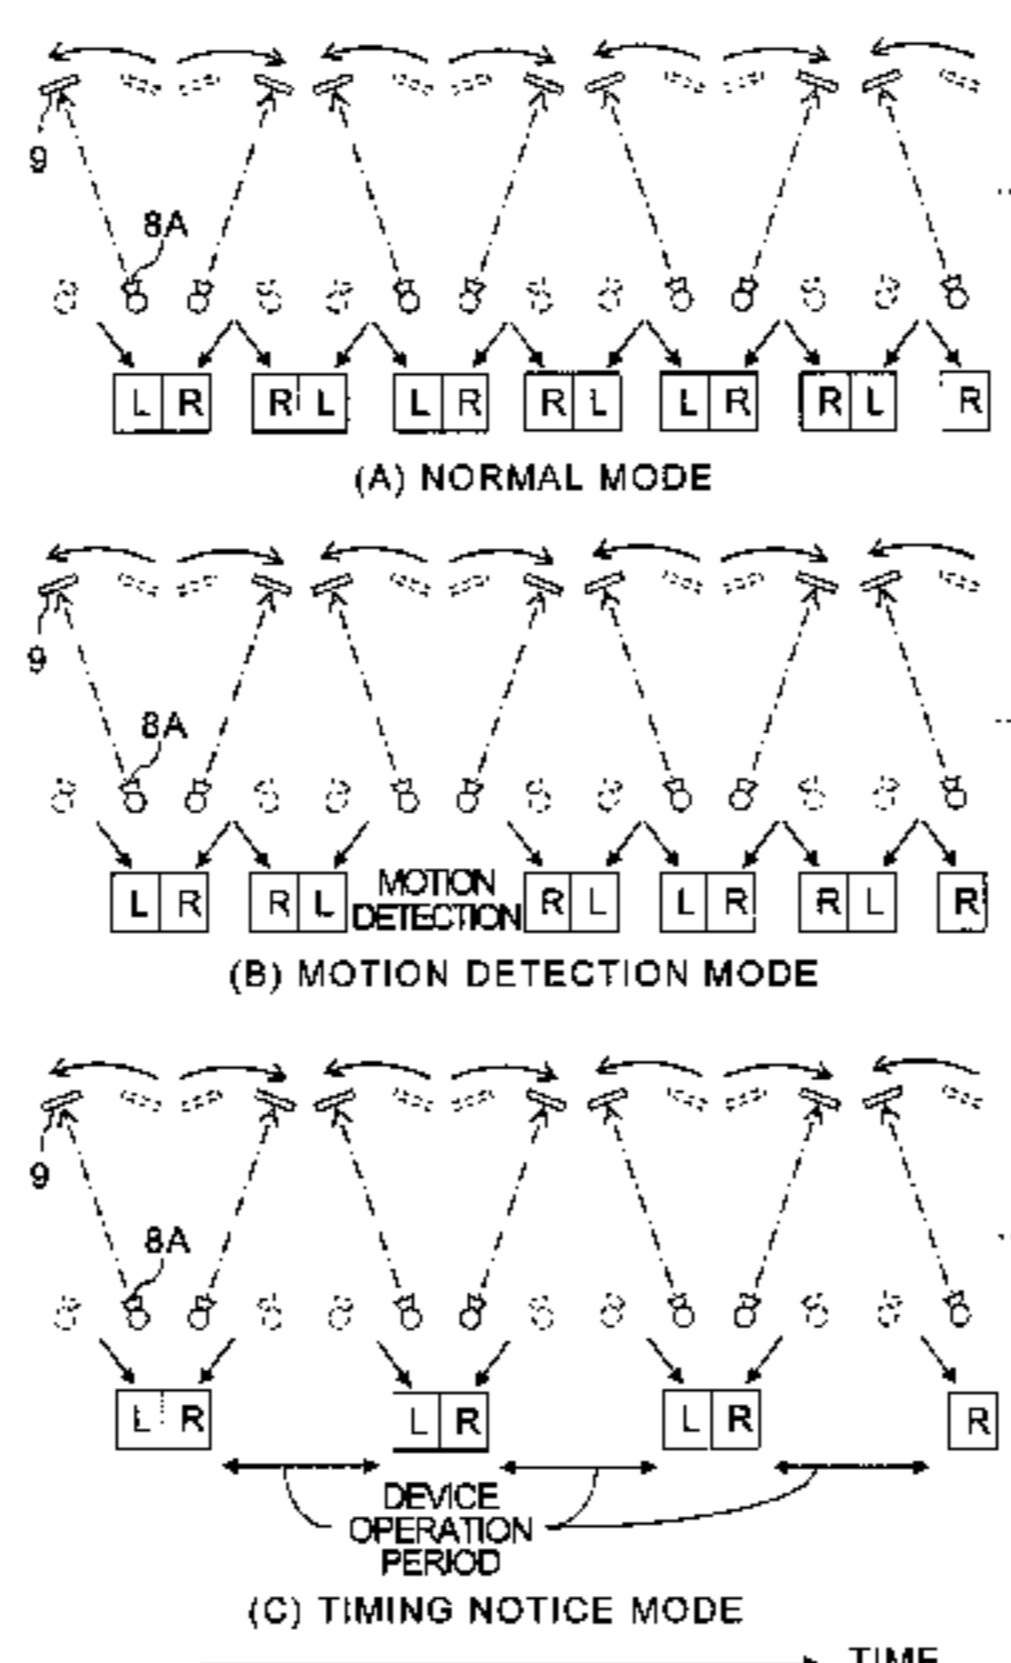 9
8A
L R R L L R R L L R R L R
(A) NORMAL MODE
9
8A
L R R L MOTION DETECTION R L L R R L R
(B) MOTION DETECTION MODE
9
8A
L R L R L R R
DEVICE
OPERATION
PERIOD
(C) TIMING NOTICE MODE
TIME